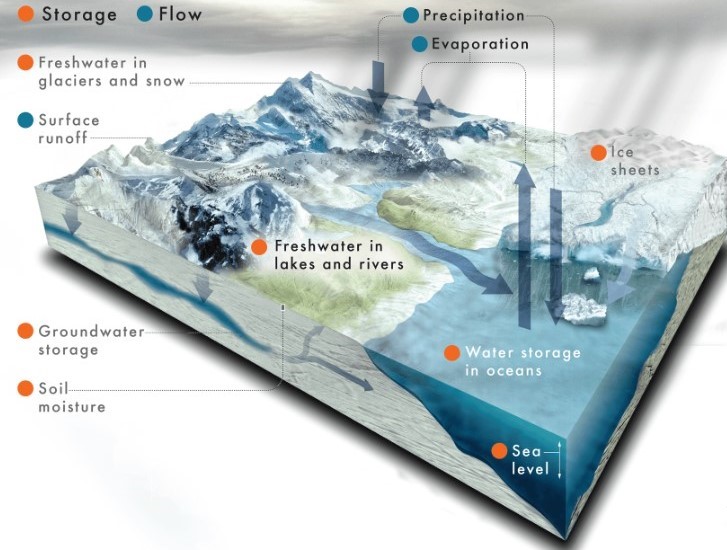 Storage Flow
Precipitation
Evaporation
Freshwater in
glaciers and snow
Surface
runoff
Ice
sheets
Freshwater in
lakes and rivers
Groundwater
storage
Water storage
in oceans
Soil
moisture
Sea
level